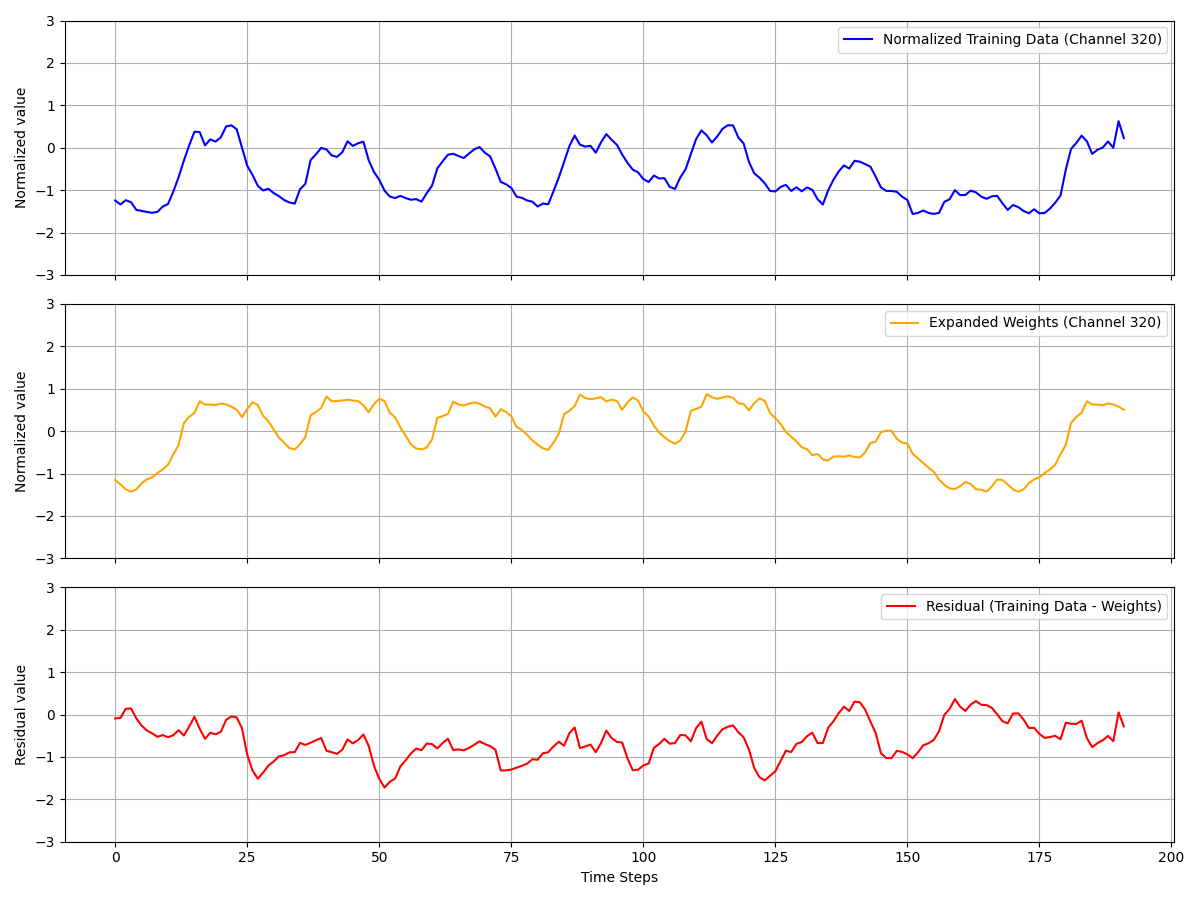 3
2
1
0
−1
−2
−3
Normalized value
Normalized Training Data (Channel 320)
3
2
1
0
−1
−2
−3
Normalized value
Expanded Weights (Channel 320)
3
2
1
0
−1
−2
−3
Residual value
Residual (Training Data - Weights)
0 25 50 75 100 125 150 175 200
Time Steps